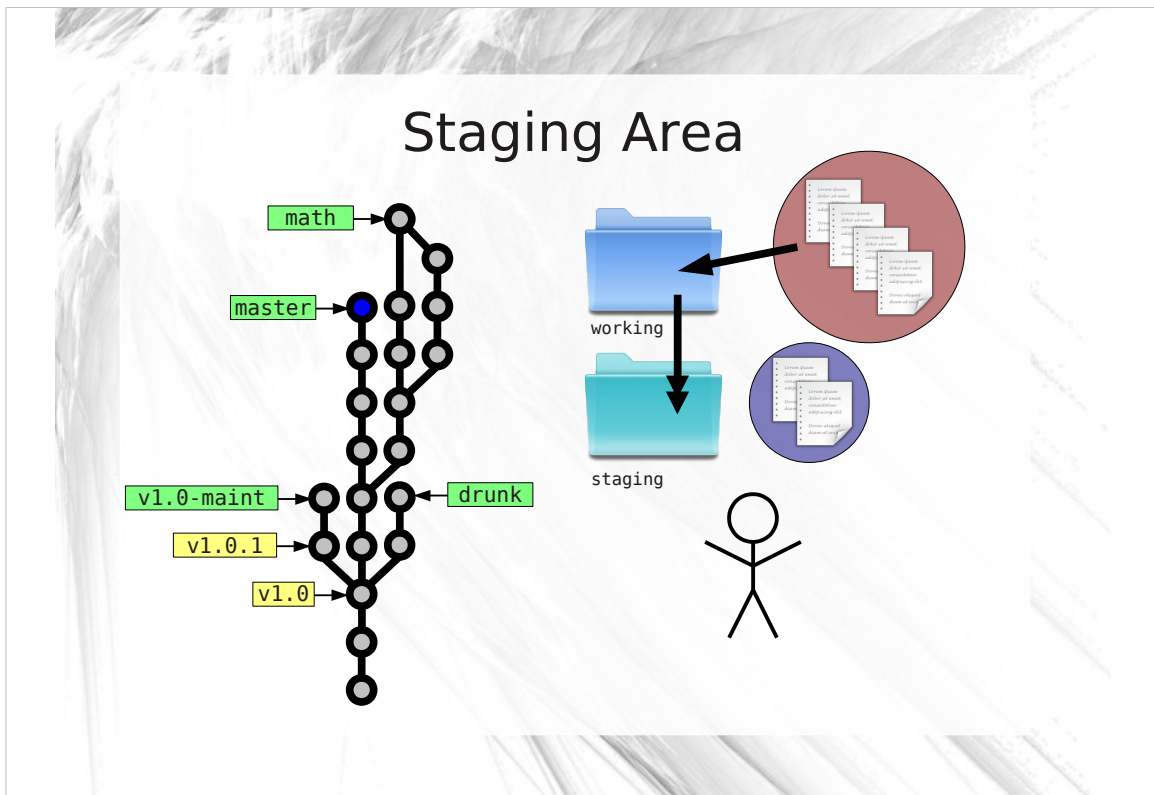 Staging Area
math
master
working
v1.0-maint
drunk
staging
v1.0.1
v1.0